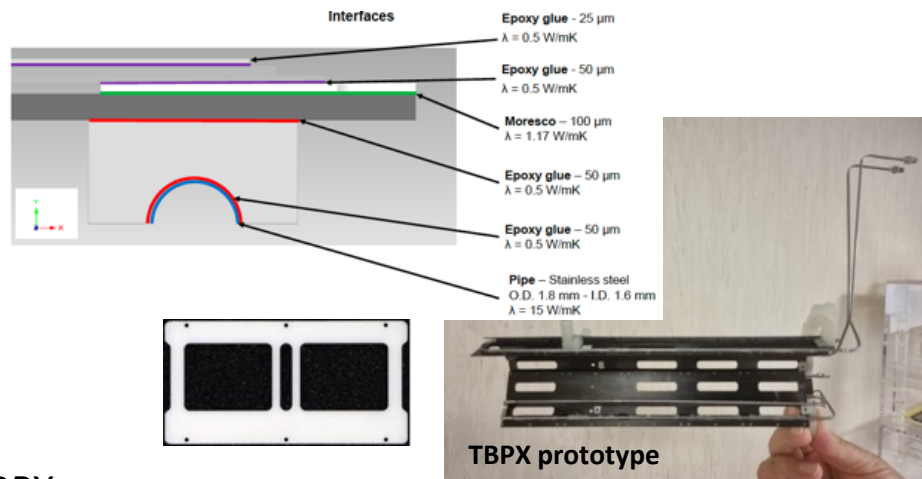 Interfaces
Epoxy glue - 25 µm
λ = 0.5 W/mK
Epoxy glue - 50 µm
λ = 0.5 W/mK
Moresco – 100 µm
λ = 1.17 W/mK
Epoxy glue – 50 µm
λ = 0.5 W/mK
Epoxy glue – 50 µm
λ = 0.5 W/mK
Pipe – Stainless steel
O.D. 1.8 mm - I.D. 1.6 mm
λ = 15 W/mK
Y
X
TBPX prototype